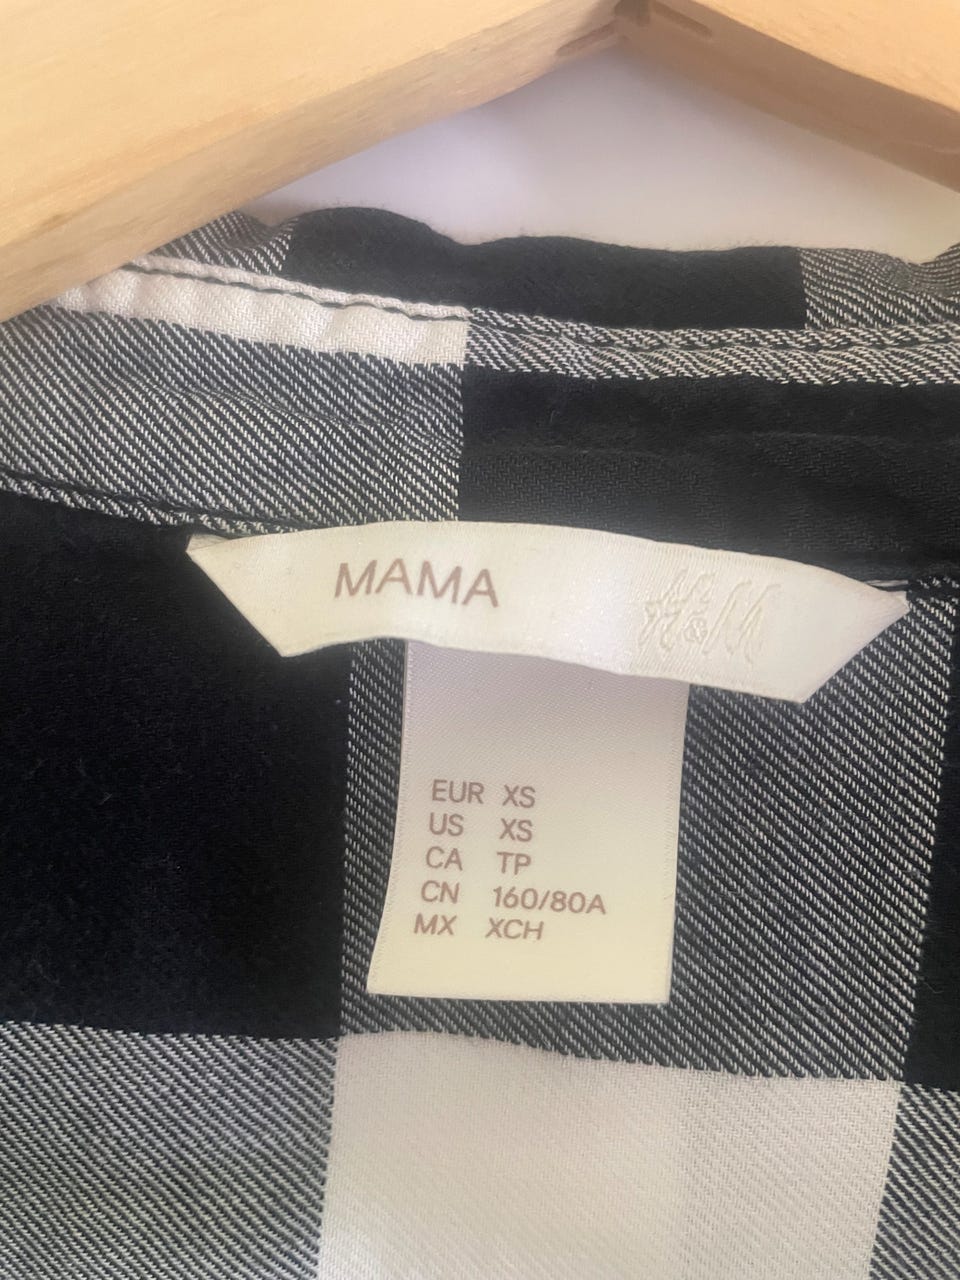 MAMA H&M
EUR XS
US XS
CA TP
CN 160/80A
MX XCH